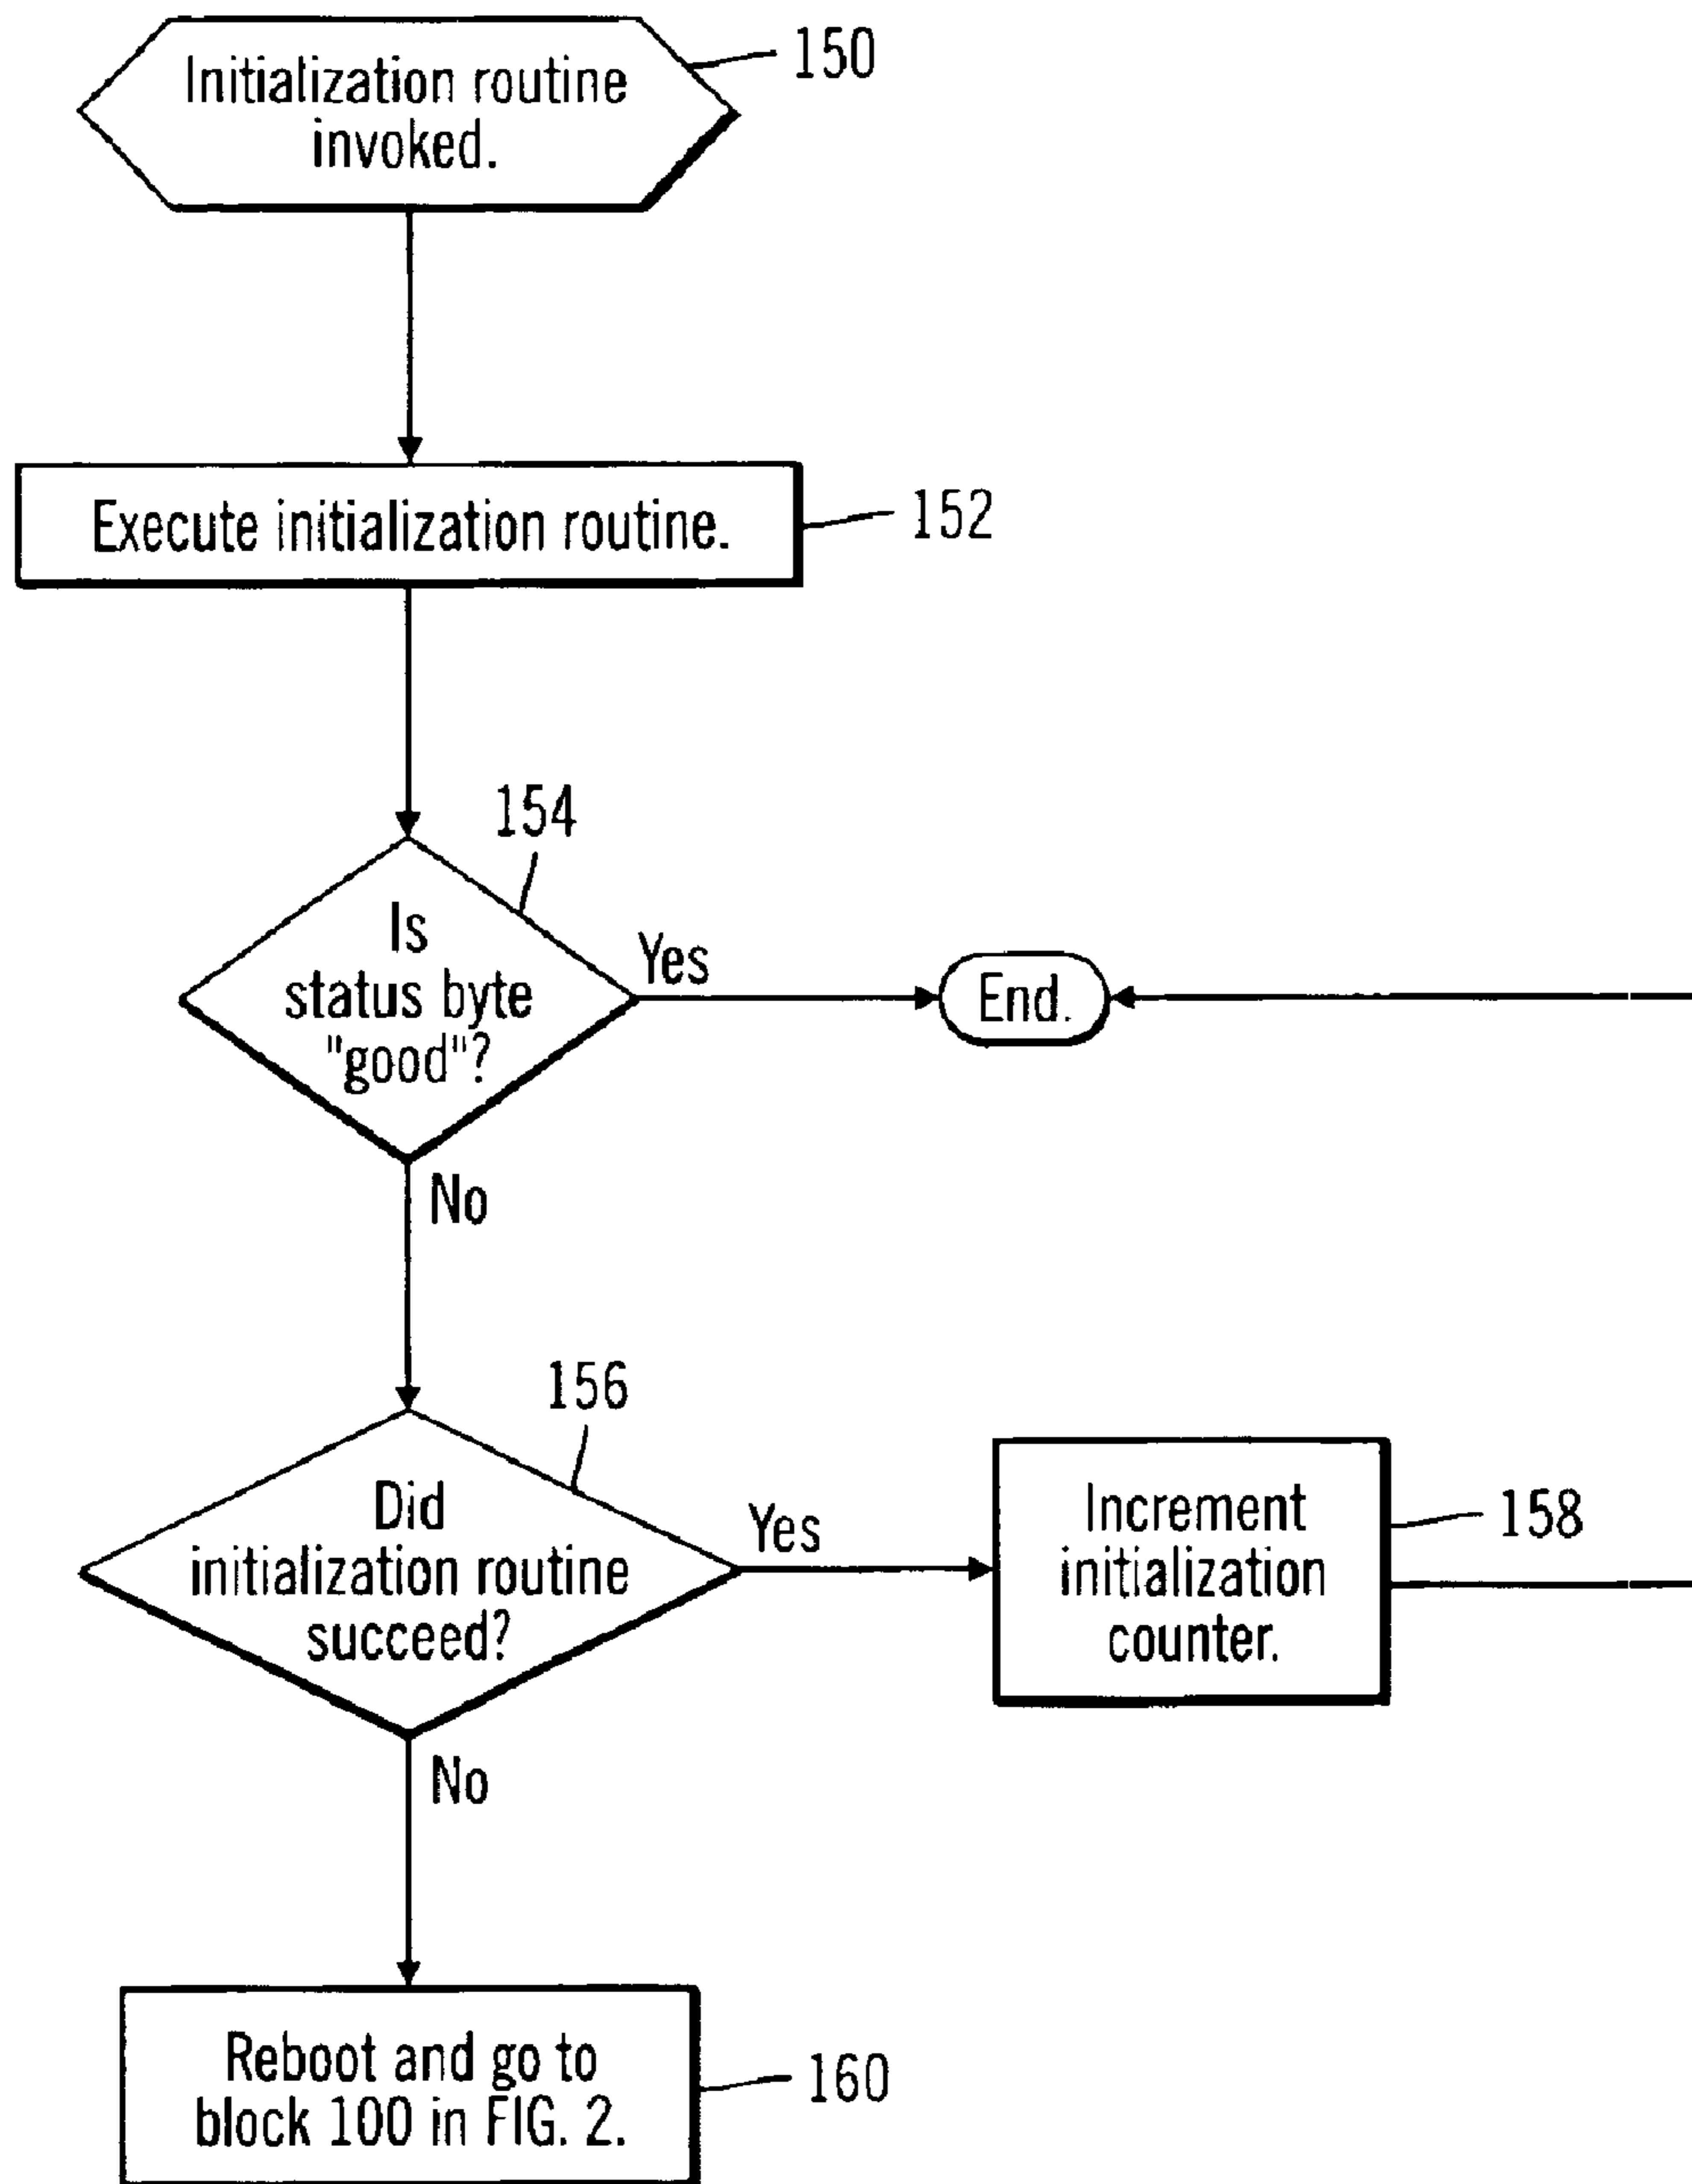 Initialization routine
invoked.
150
Execute initialization routine.
152
154
Is
status byte
"good"?
Yes
End.
No
156
Did
initialization routine
succeed?
Yes
Increment
initialization
counter.
158
No
Reboot and go to
block 100 in FIG. 2.
160